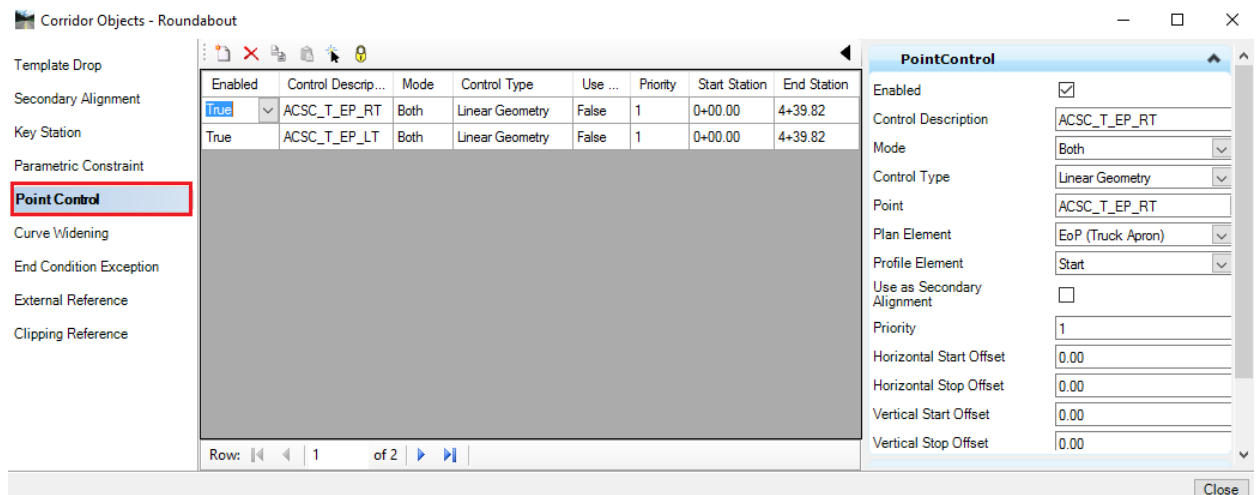 Corridor Objects - Roundabout
Template Drop
Secondary Alignment
Key Station
Parametric Constraint
Point Control
Curve Widening
End Condition Exception
External Reference
Clipping Reference
Enabled Control Descrip... Mode Control Type Use ... Priority Start Station End Station
True ACSC_T_EP_RT Both Linear Geometry False 1 0+00.00 4+39.82
True ACSC_T_EP_LT Both Linear Geometry False 1 0+00.00 4+39.82
Row: 1 of 2
PointControl
Enabled
Control Description ACSC_T_EP_RT
Mode Both
Control Type Linear Geometry
Point ACSC_T_EP_RT
Plan Element EoP (Truck Apron)
Profile Element Start
Use as Secondary
Alignment
Priority 1
Horizontal Start Offset 0.00
Horizontal Stop Offset 0.00
Vertical Start Offset 0.00
Vertical Stop Offset 0.00
Close